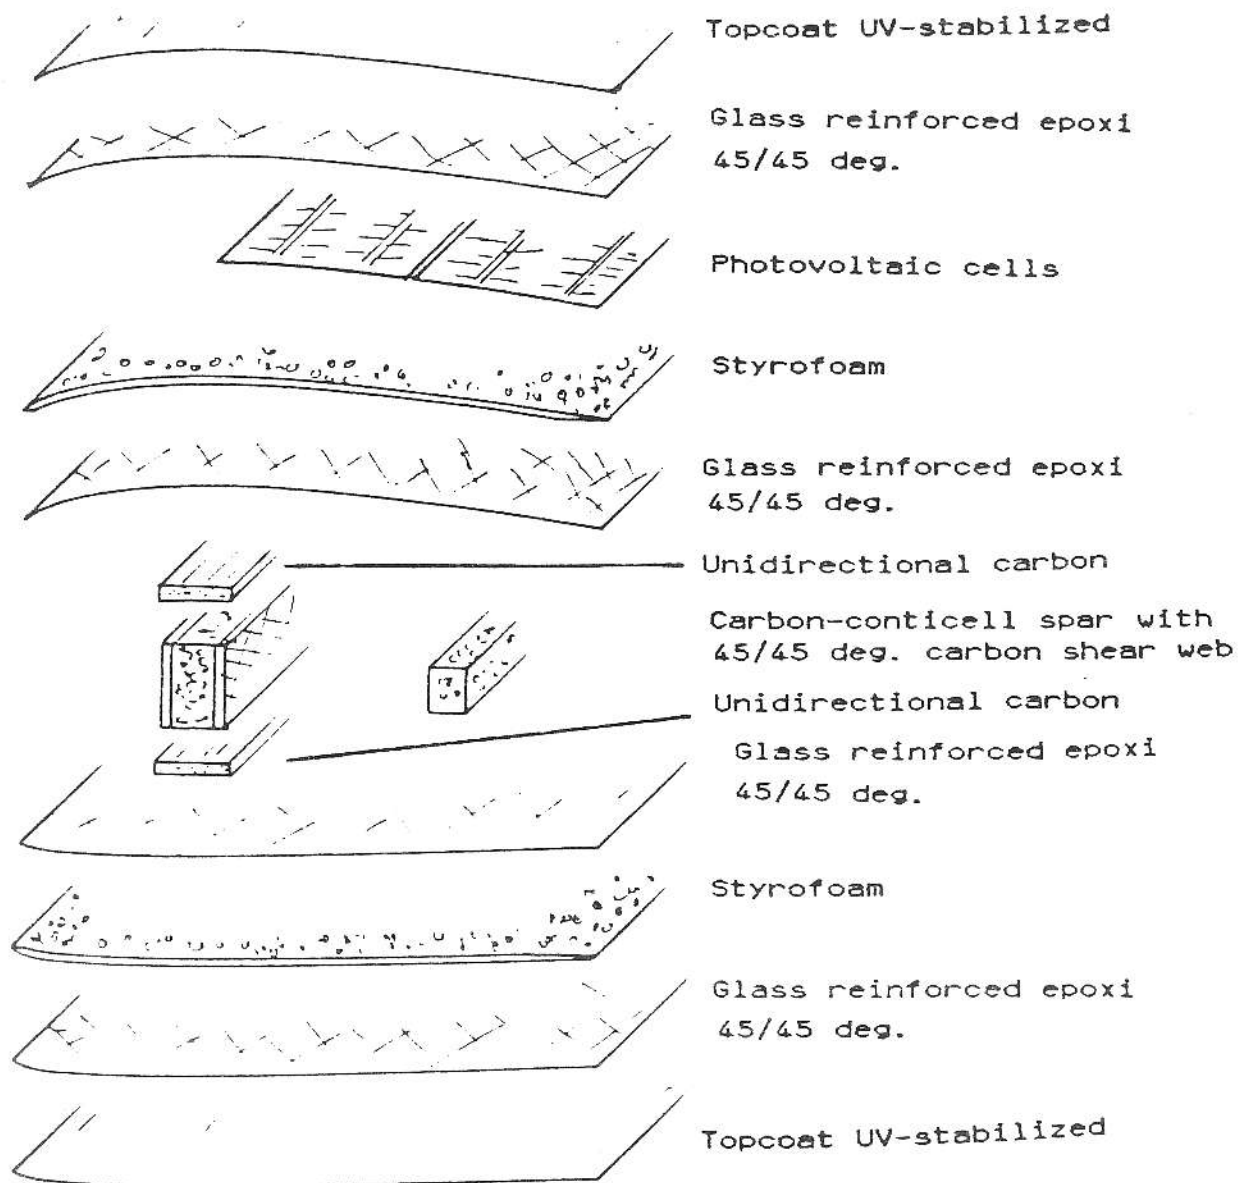 Topcoat UV-stabilized
Glass reinforced epoxi
45/45 deg.
Photovoltaic cells
Styrofoam
Glass reinforced epoxi
45/45 deg.
Unidirectional carbon
Carbon-conticell spar with
45/45 deg. carbon shear web
Unidirectional carbon
Glass reinforced epoxi
45/45 deg.
Styrofoam
Glass reinforced epoxi
45/45 deg.
Topcoat UV-stabilized